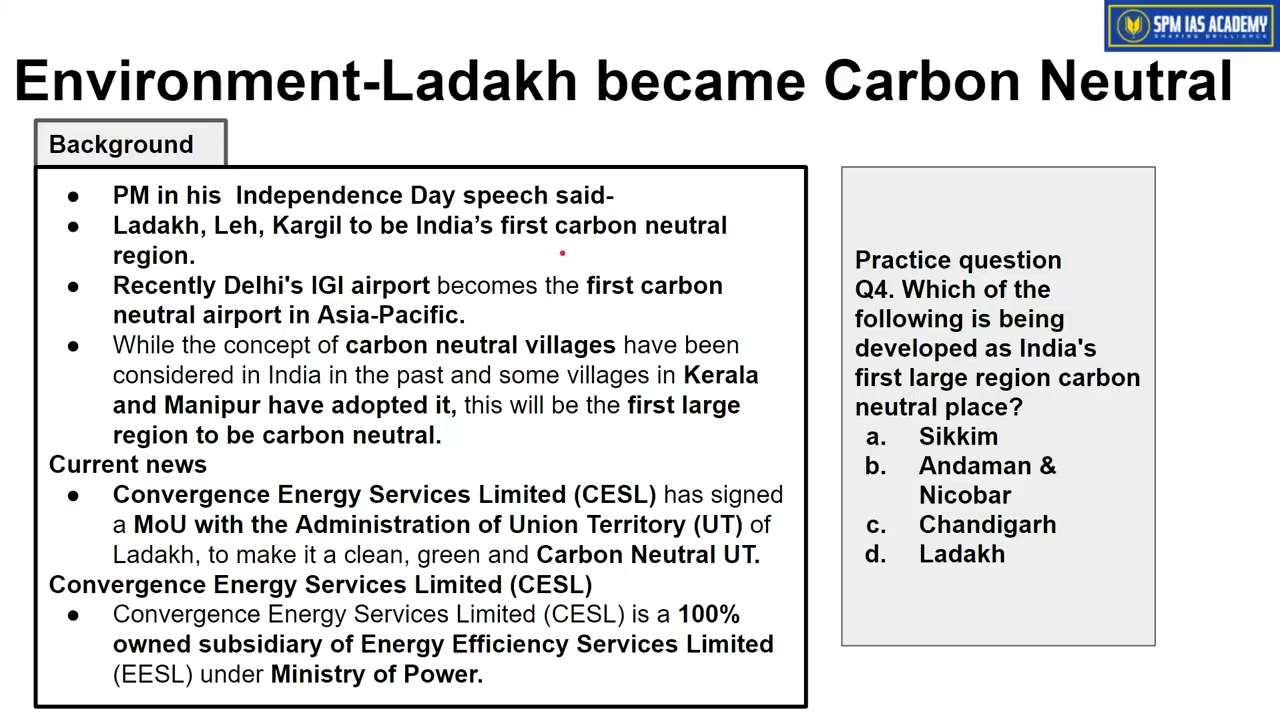 SPM IAS ACADEMY
SHAPING BRILLIANCE
Environment-Ladakh became Carbon Neutral
Background
● PM in his  Independence Day speech said-
● Ladakh, Leh, Kargil to be India’s first carbon neutral
region.
● Recently Delhi's IGI airport becomes the first carbon
neutral airport in Asia-Pacific.
● While the concept of carbon neutral villages have been
considered in India in the past and some villages in Kerala
and Manipur have adopted it, this will be the first large
region to be carbon neutral.
Current news
● Convergence Energy Services Limited (CESL) has signed
a MoU with the Administration of Union Territory (UT) of
Ladakh, to make it a clean, green and Carbon Neutral UT.
Convergence Energy Services Limited (CESL)
● Convergence Energy Services Limited (CESL) is a 100%
owned subsidiary of Energy Efficiency Services Limited
(EESL) under Ministry of Power.
Practice question
Q4. Which of the
following is being
developed as India's
first large region carbon
neutral place?
a. Sikkim
b. Andaman &
Nicobar
c. Chandigarh
d. Ladakh